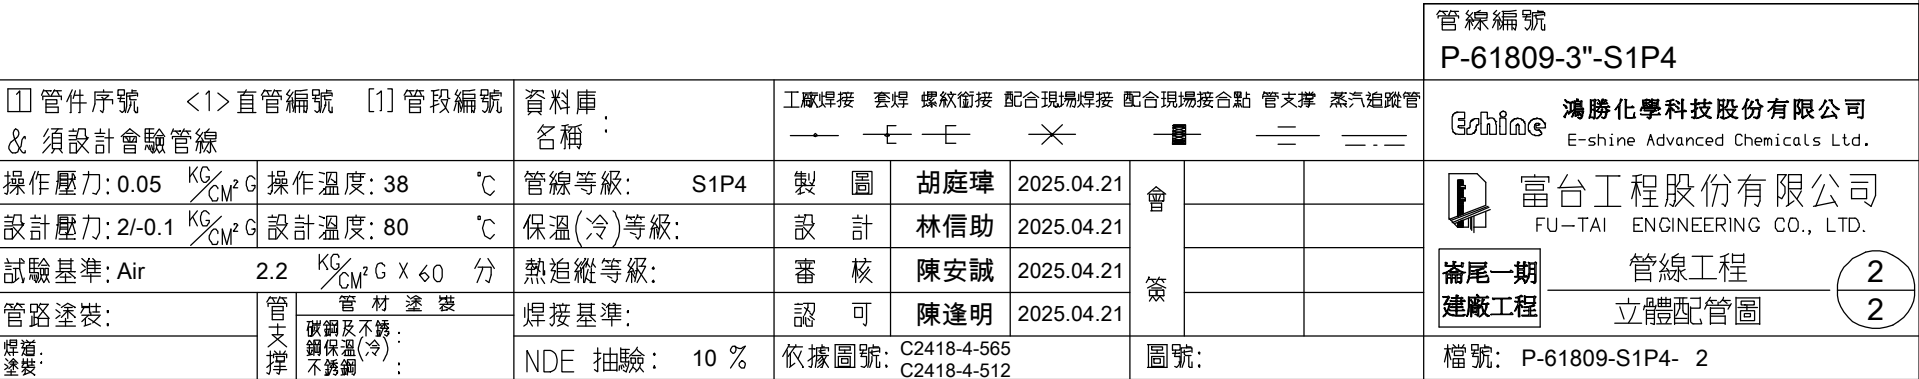 管線編號
P-61809-3"-S1P4
1 管件序號 <1>直管編號 [1]管段編號
& 須設計會驗管線
資料庫
名稱 :
工廠焊接 套焊 螺紋銜接 配合現場焊接 配合現場接合點 管支撐 蒸汽追蹤管
Eshine 鴻勝化學科技股份有限公司
E-shine Advanced Chemicals Ltd.
操作壓力: 0.05 KG/CM² G 操作溫度: 38 °C 管線等級: S1P4 製 圖 胡庭瑋 2025.04.21
設計壓力: 2/-0.1 KG/CM² G 設計溫度: 80 °C 保溫(冷)等級: 設 計 林信助 2025.04.21
試驗基準: Air 2.2 KG/CM² G X 60 分 熱追縱等級: 審 核 陳安誠 2025.04.21
管路塗裝: 管支撐 管材塗裝 焊接基準: 認 可 陳逢明 2025.04.21
會簽
富台工程股份有限公司
FU-TAI ENGINEERING CO., LTD.
崙尾一期
建廠工程
管線工程
立體配管圖
2
2
焊道:
塗裝:
碳鋼及不銹
鋼保溫(冷) :
不銹鋼 :
NDE 抽驗: 10 %
依據圖號: C2418-4-565
C2418-4-512
圖號:
檔號: P-61809-S1P4- 2